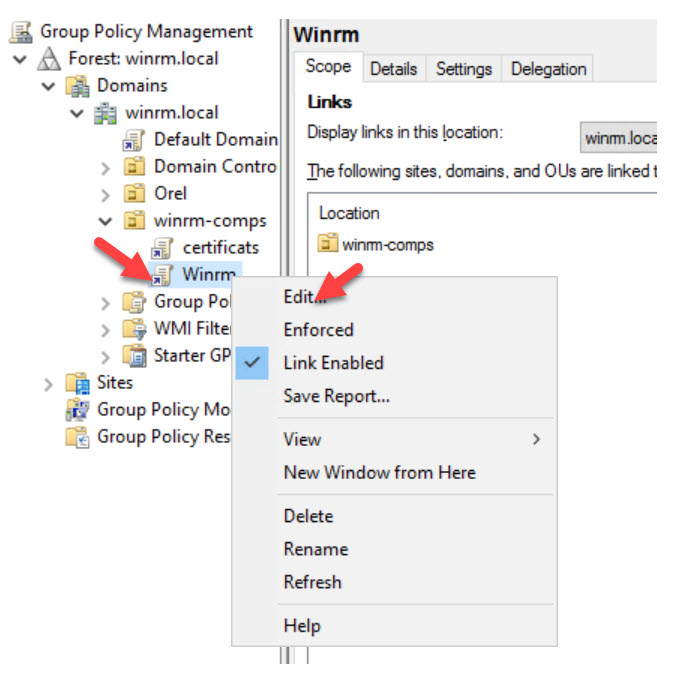 Group Policy Management
Forest: winrm.local
Domains
winrm.local
Default Domain
Domain Contro
Orel
winrm-comps
certificats
Winrm
Group Pol
WMI Filte
Starter GP
Sites
Group Policy Mo
Group Policy Res
Winrm
Scope Details Settings Delegation
Links
Display links in this location: winrm.loca
The following sites, domains, and OUs are linked t
Location
winrm-comps
Edit...
Enforced
Link Enabled
Save Report...
View
New Window from Here
Delete
Rename
Refresh
Help